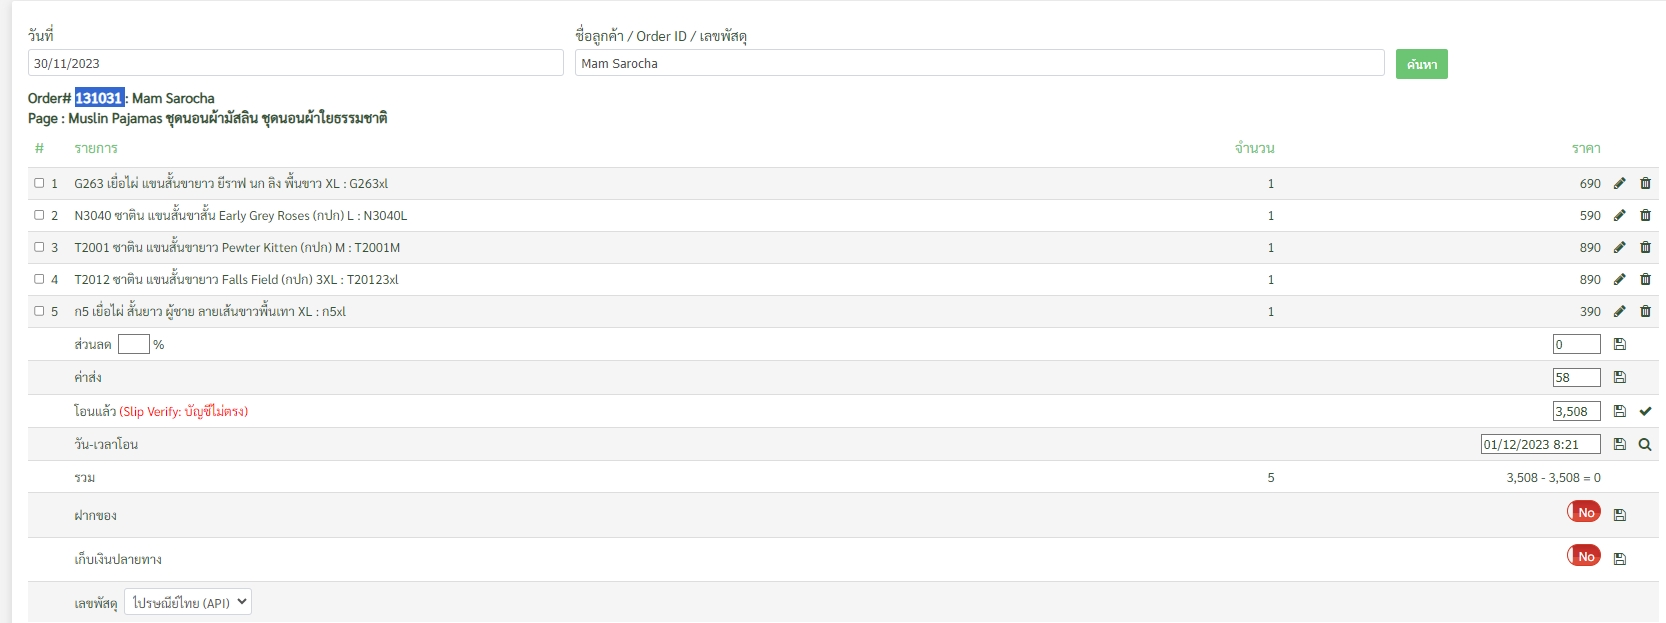 วันที่ ชื่อลูกค้า / Order ID / เลขพัสดุ
30/11/2023 Mam Sarocha ค้นหา
Order# 131031 : Mam Sarocha
Page : Muslin Pajamas ชุดนอนผ้ามัสลิน ชุดนอนผ้าใยธรรมชาติ
# รายการ จำนวน ราคา
1 G263 เยื่อไผ่ แขนสั้นขายาว ยีราฟ นก ลิง พื้นขาว XL : G263xl 1 690
2 N3040 ซาติน แขนสั้นขาสั้น Early Grey Roses (กปก) L : N3040L 1 590
3 T2001 ซาติน แขนสั้นขายาว Pewter Kitten (กปก) M : T2001M 1 890
4 T2012 ซาติน แขนสั้นขายาว Falls Field (กปก) 3XL : T20123xl 1 890
5 ก5 เยื่อไผ่ สั้นยาว ผู้ชาย ลายเส้นขาวพื้นเทา XL : ก5xl 1 390
ส่วนลด % 0
ค่าส่ง 58
โอนแล้ว (Slip Verify: บัญชีไม่ตรง) 3,508
วัน-เวลาโอน 01/12/2023 8:21
รวม 5 3,508 - 3,508 = 0
ฝากของ No
เก็บเงินปลายทาง No
เลขพัสดุ ไปรษณีย์ไทย (API)